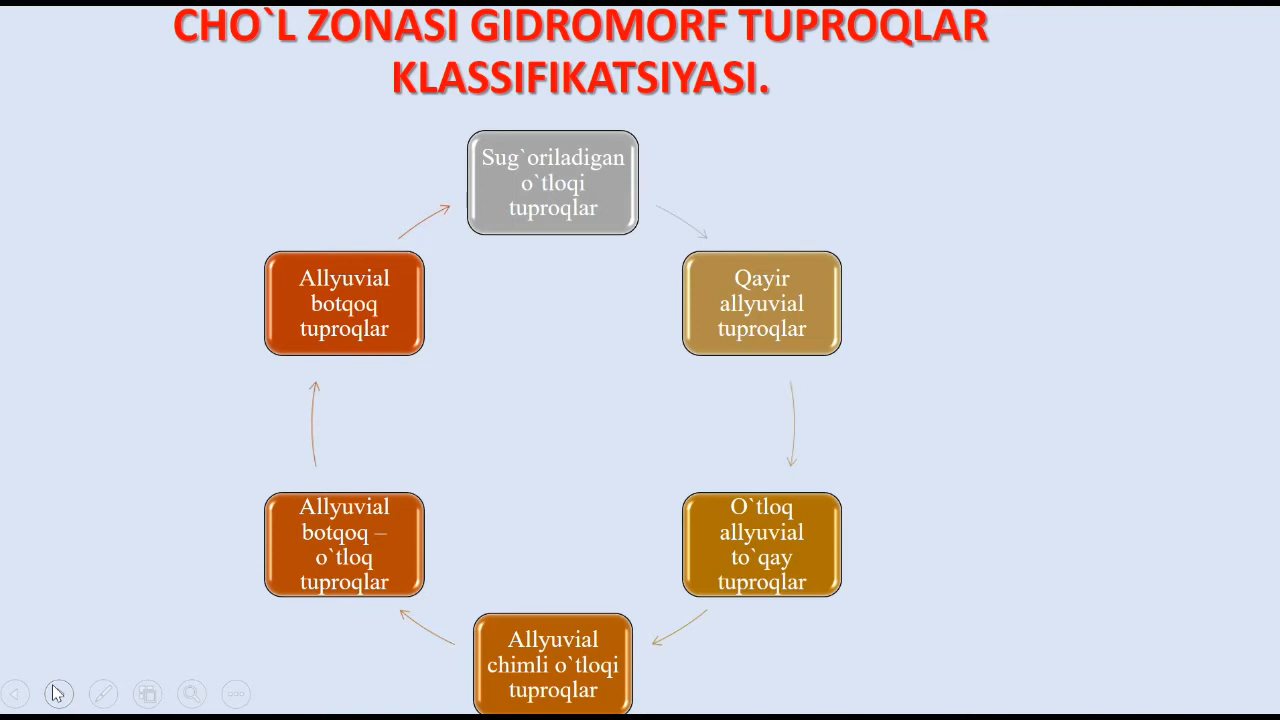 CHO`L ZONASI GIDROMORF TUPROQLAR
KLASSIFIKATSIYASI.
Sug`oriladigan
o`tloqi
tuproqlar
Qayir
allyuvial
tuproqlar
O`tloq
allyuvial
to`qay
tuproqlar
Allyuvial
chimli o`tloqi
tuproqlar
Allyuvial
botqoq –
o`tloq
tuproqlar
Allyuvial
botqoq
tuproqlar